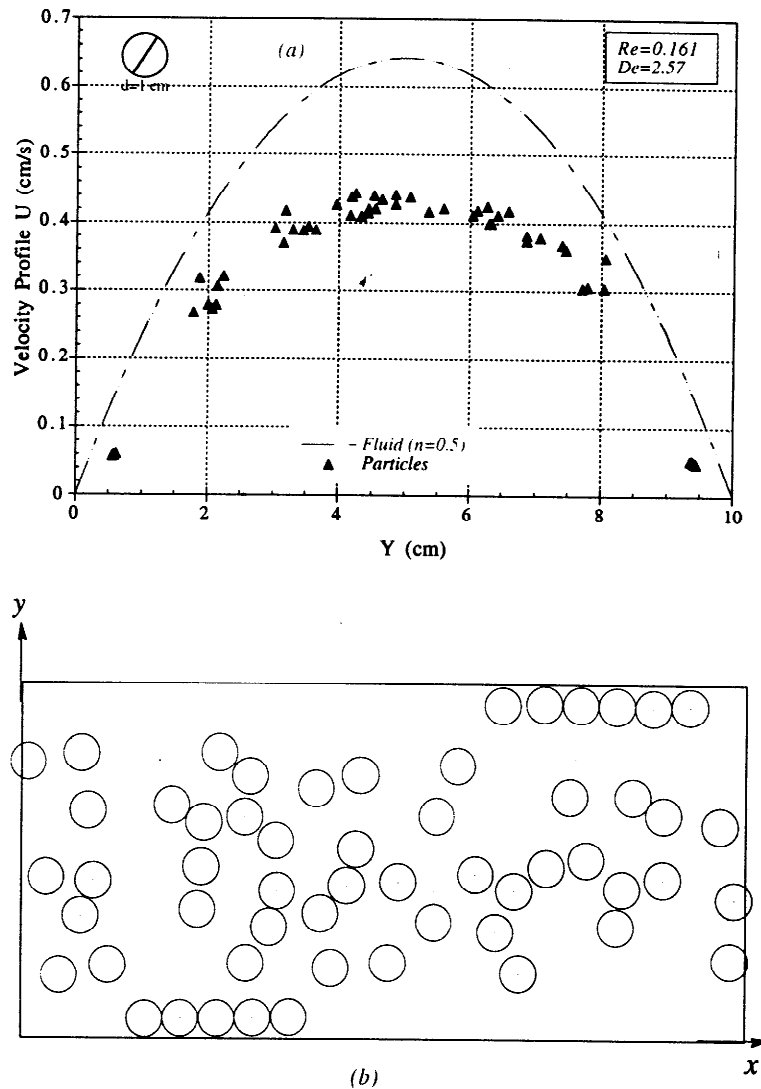 0.7
(a)
Re=0.161
De=2.57
d=1 cm
0.6
0.5
0.4
0.3
0.2
0.1
0
Velocity Profile U (cm/s)
Fluid (n=0.5)
Particles
0 2 4 6 8 10
Y (cm)
y
x
(b)